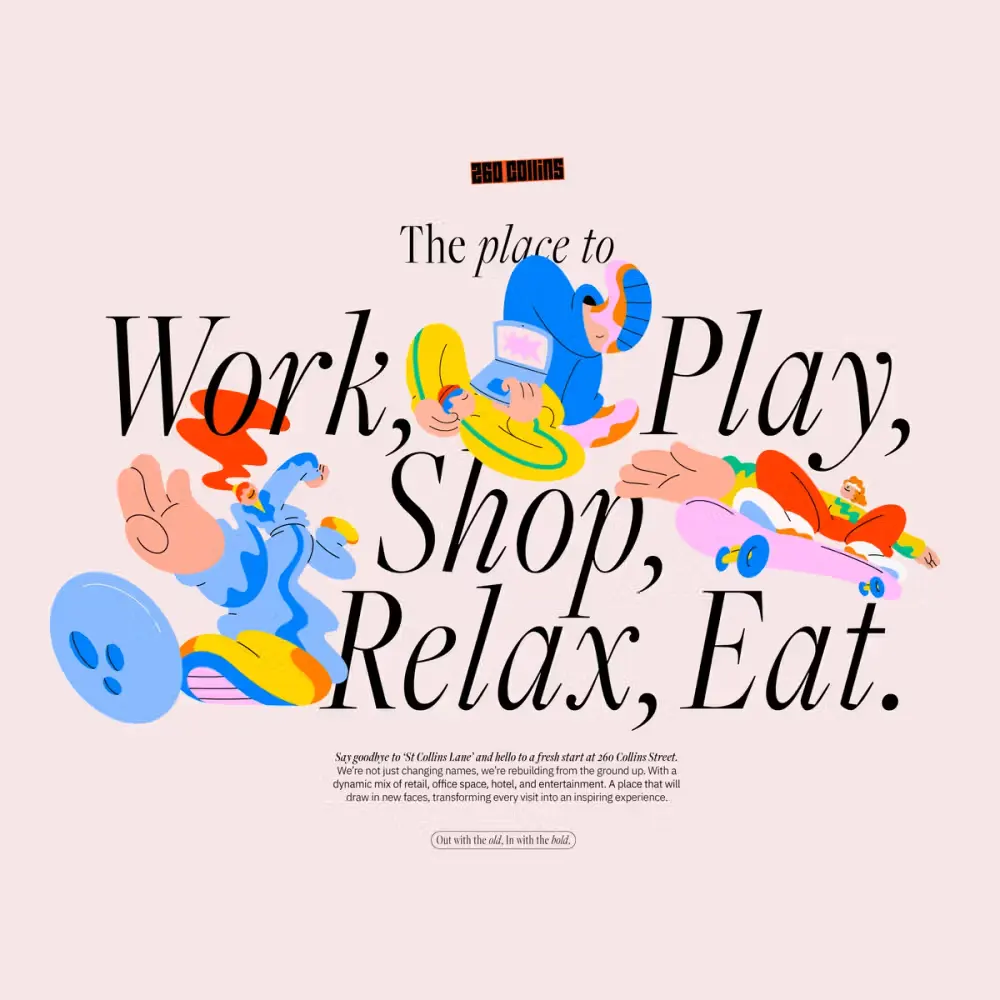 260 COllinS
The place to
Work, Play,
Shop,
Relax, Eat.
Say goodbye to ‘St Collins Lane’ and hello to a fresh start at 260 Collins Street.
We’re not just changing names, we’re rebuilding from the ground up. With a
dynamic mix of retail, office space, hotel, and entertainment. A place that will
draw in new faces, transforming every visit into an inspiring experience.
Out with the old, In with the bold.